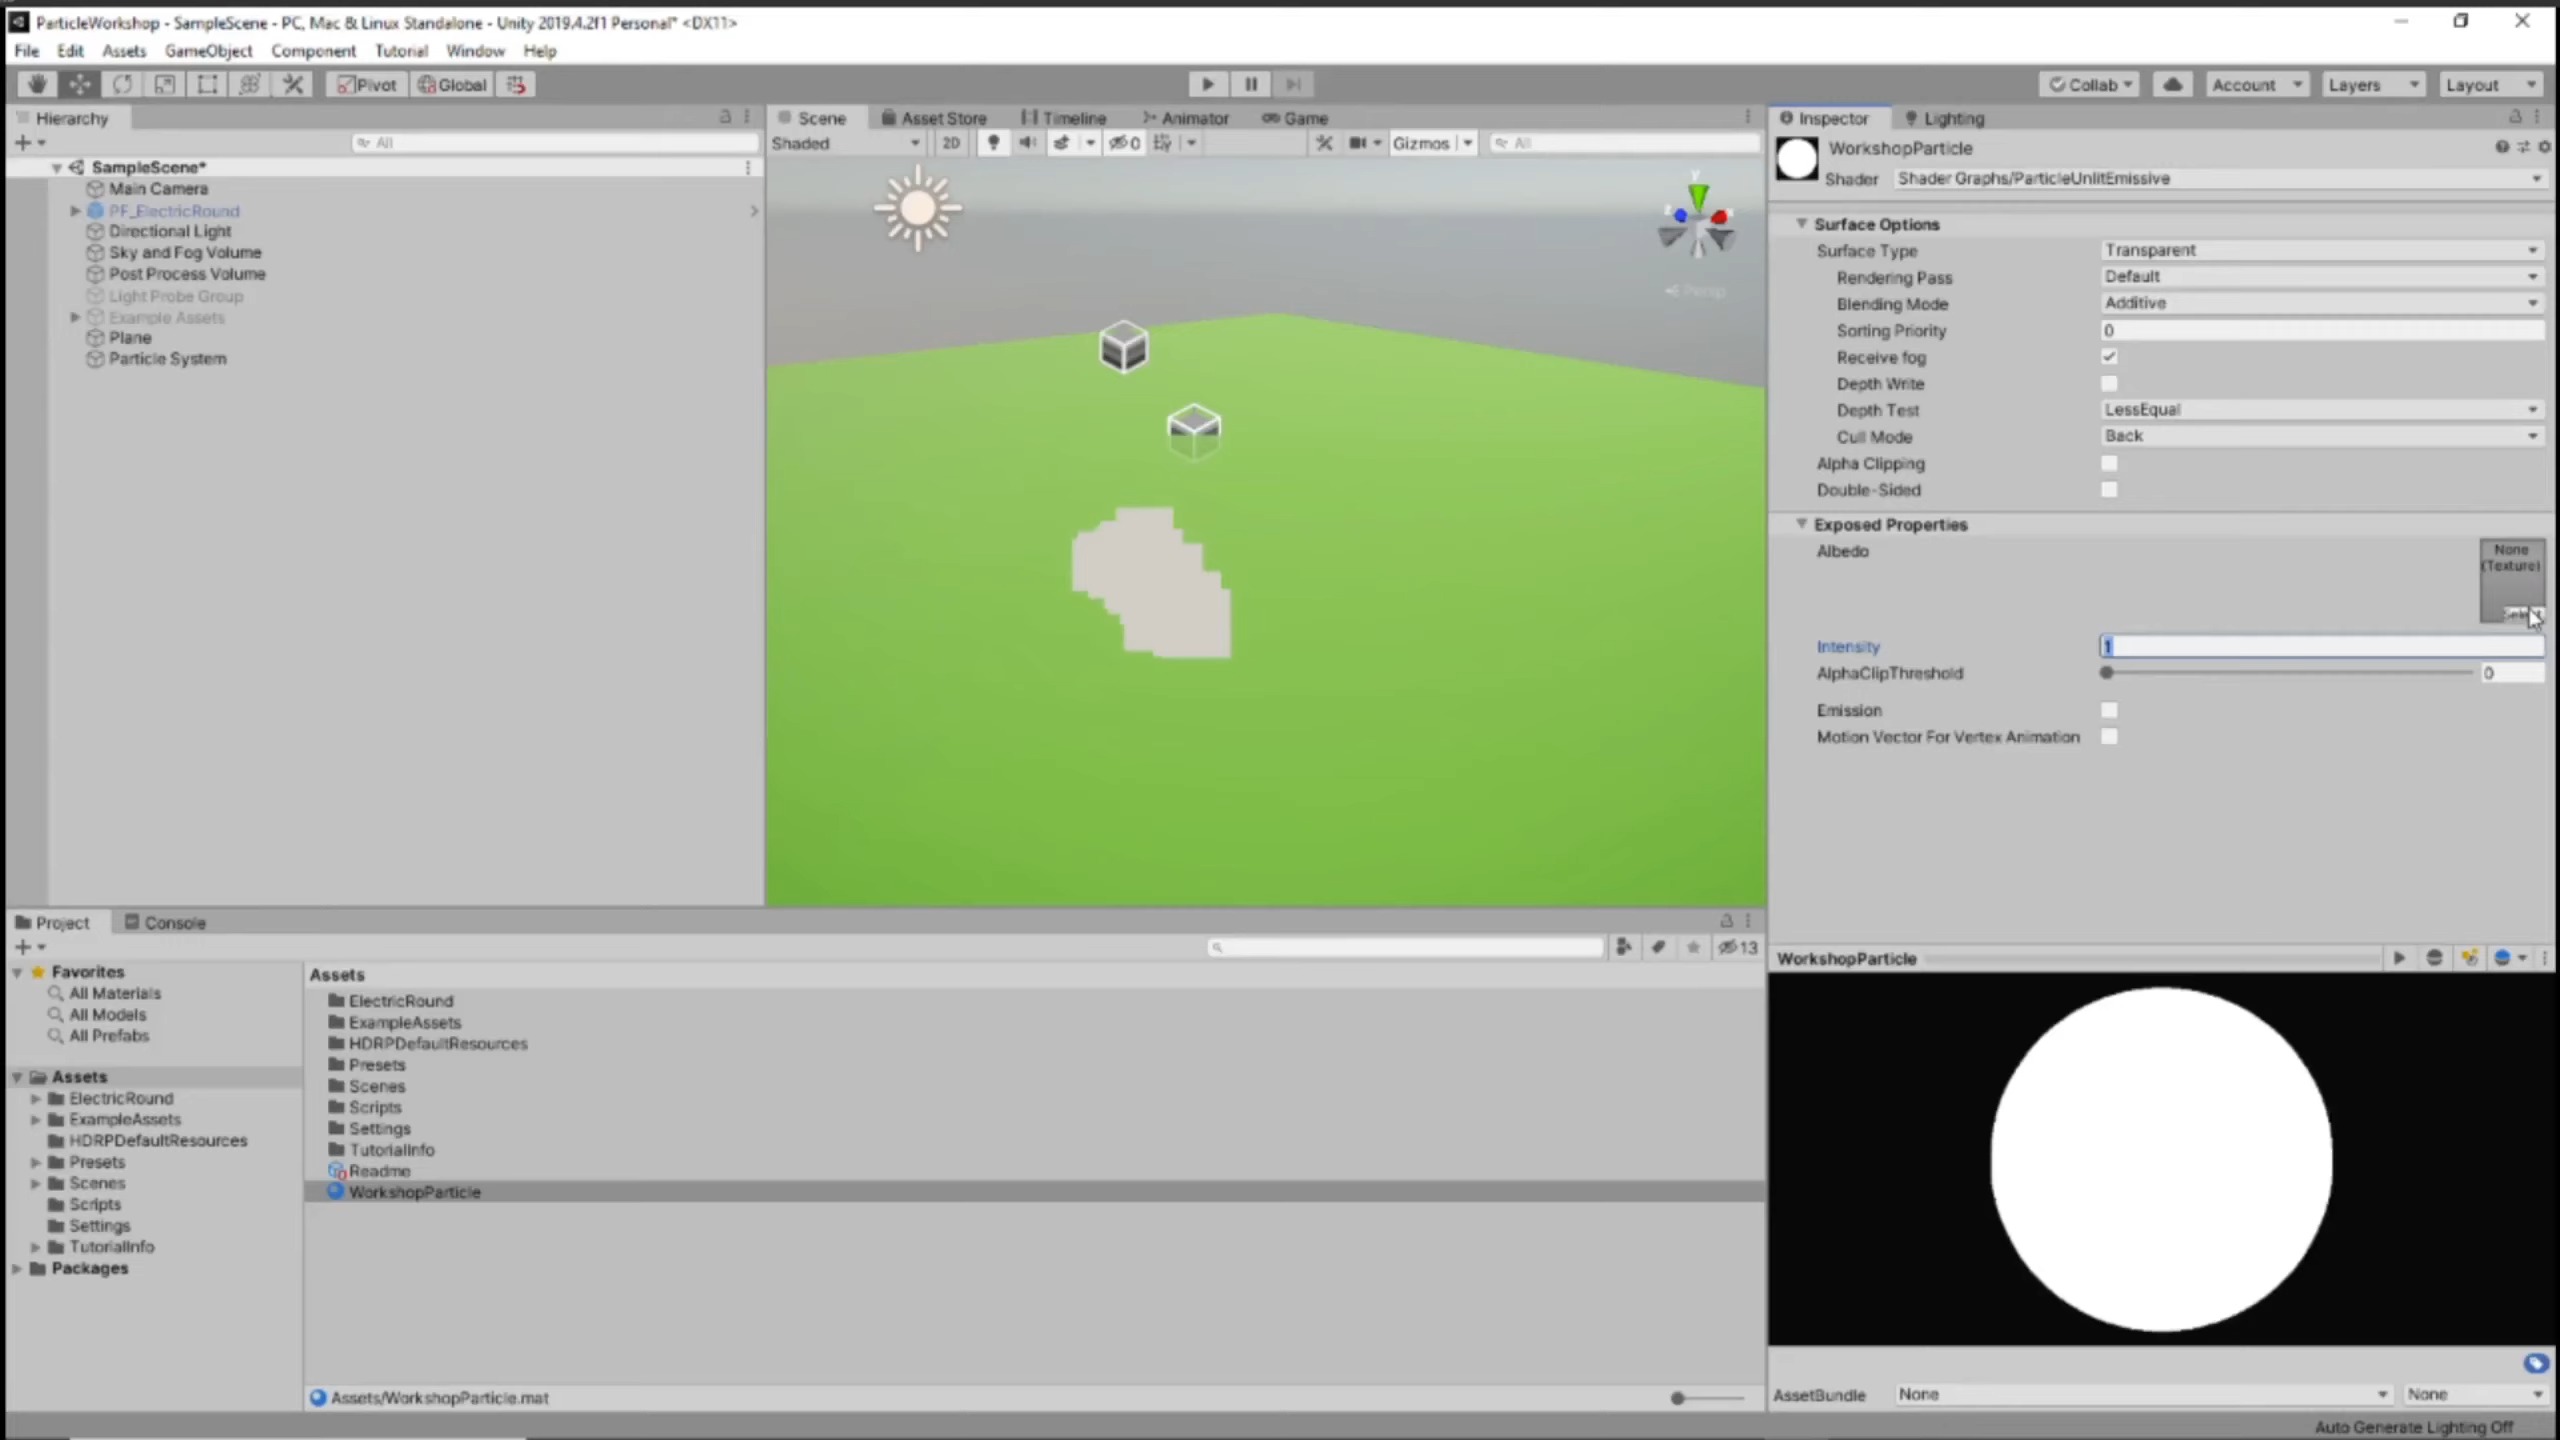 ParticleWorkshop - SampleScene - PC, Mac & Linux Standalone - Unity 2019.4.2f1 Personal* <DX11>
File Edit Assets GameObject Component Tutorial Window Help
Pivot Global Collab Account Layers Layout
Hierarchy
All
SampleScene*
Main Camera
PF_ElectricRound
Directional Light
Sky and Fog Volume
Post Process Volume
Light Probe Group
Example Assets
Plane
Particle System
Scene Asset Store Timeline Animator Game
Shaded 2D 0 Gizmos All
Persp
Inspector Lighting
WorkshopParticle
Shader Shader Graphs/ParticleUnlitEmissive
Surface Options
Surface Type Transparent
Rendering Pass Default
Blending Mode Additive
Sorting Priority 0
Receive fog
Depth Write
Depth Test LessEqual
Cull Mode Back
Alpha Clipping
Double-Sided
Exposed Properties
Albedo None
(Texture)
Intensity 1
AlphaClipThreshold 0
Emission
Motion Vector For Vertex Animation
Project Console
13
Favorites
All Materials
All Models
All Prefabs
Assets
ElectricRound
ExampleAssets
HDRPDefaultResources
Presets
Scenes
Scripts
Settings
TutorialInfo
Packages
Assets
ElectricRound
ExampleAssets
HDRPDefaultResources
Presets
Scenes
Scripts
Settings
TutorialInfo
Readme
WorkshopParticle
Assets/WorkshopParticle.mat
WorkshopParticle
AssetBundle None None
Auto Generate Lighting Off